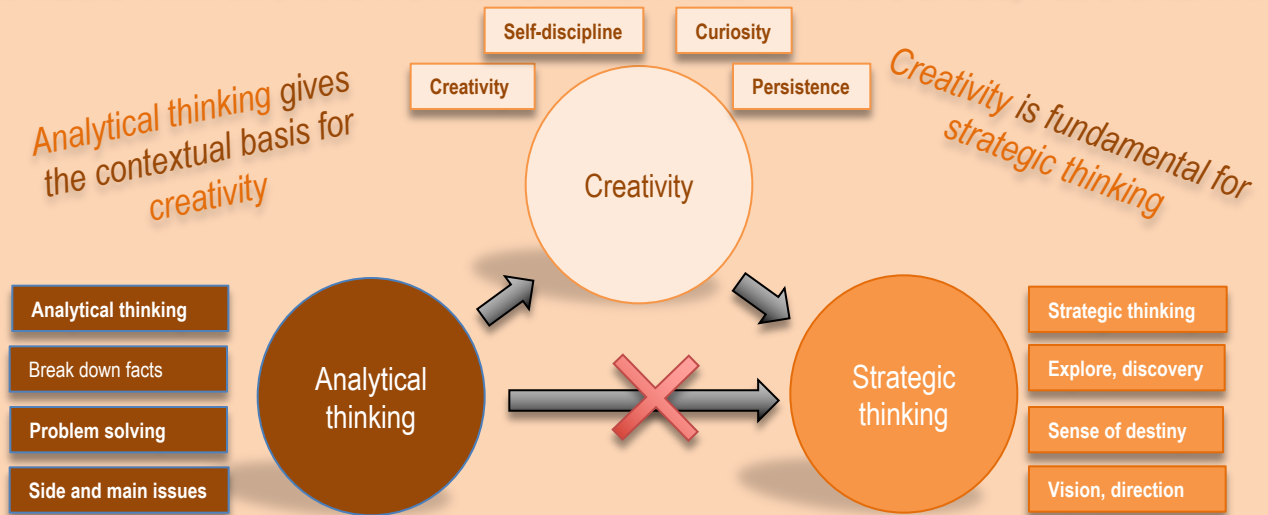 Self-discipline
Curiosity
Creativity
Persistence
Analytical thinking gives
the contextual basis for
creativity
Creativity is fundamental for
strategic thinking
Creativity
Analytical thinking
Break down facts
Problem solving
Side and main issues
Analytical
thinking
Strategic
thinking
Strategic thinking
Explore, discovery
Sense of destiny
Vision, direction